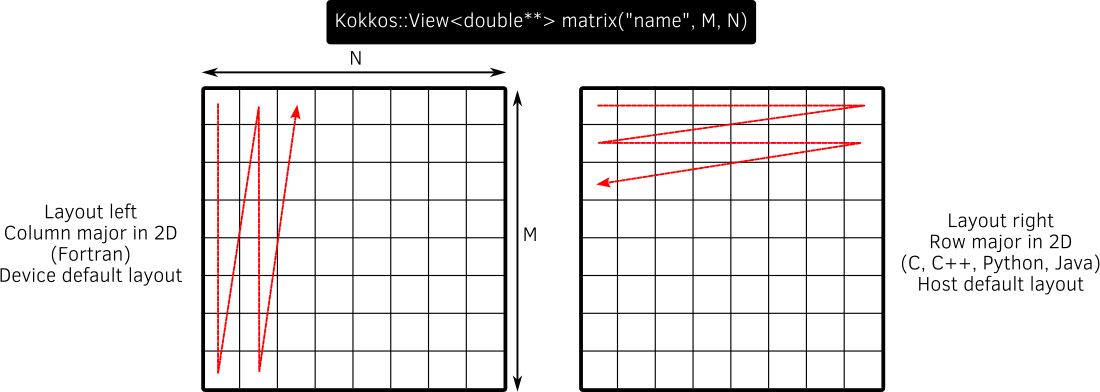 Kokkos::View<double**> matrix("name", M, N)
N
M
Layout left
Column major in 2D
(Fortran)
Device default layout
Layout right
Row major in 2D
(C, C++, Python, Java)
Host default layout